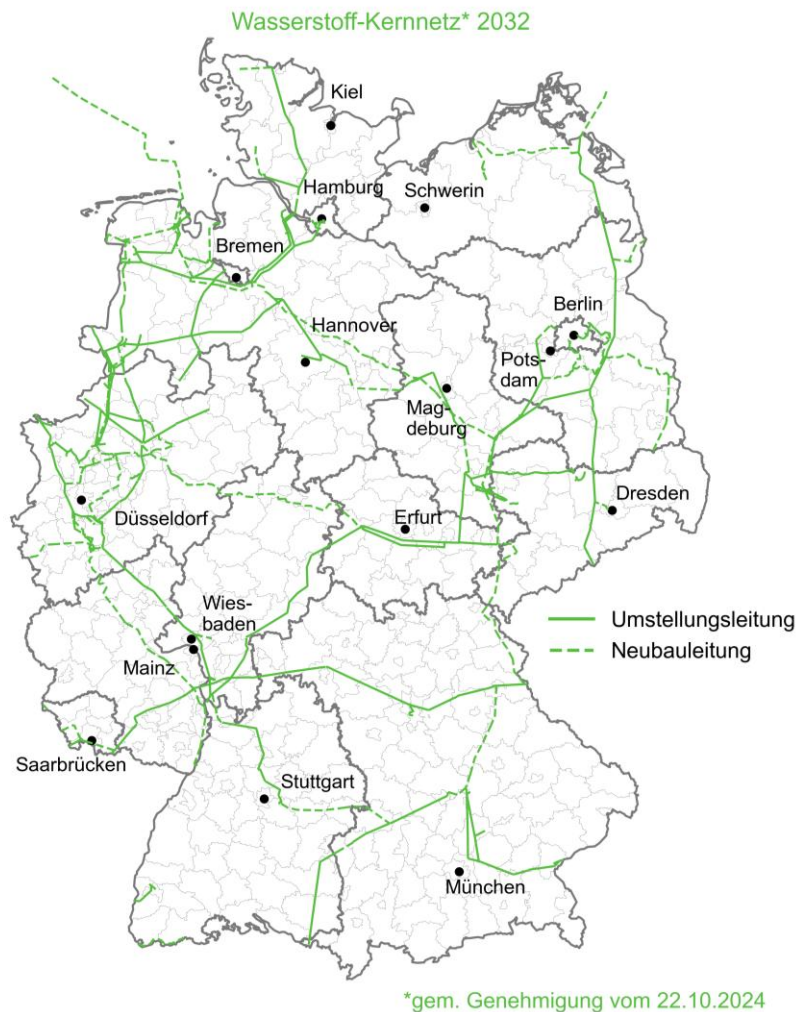 Wasserstoff-Kernnetz* 2032
Kiel
Hamburg
Schwerin
Bremen
Hannover
Berlin
Pots-
dam
Mag-
deburg
Düsseldorf
Erfurt
Dresden
Wies-
baden
Mainz
Umstellungsleitung
Neubauleitung
Saarbrücken
Stuttgart
München
*gem. Genehmigung vom 22.10.2024